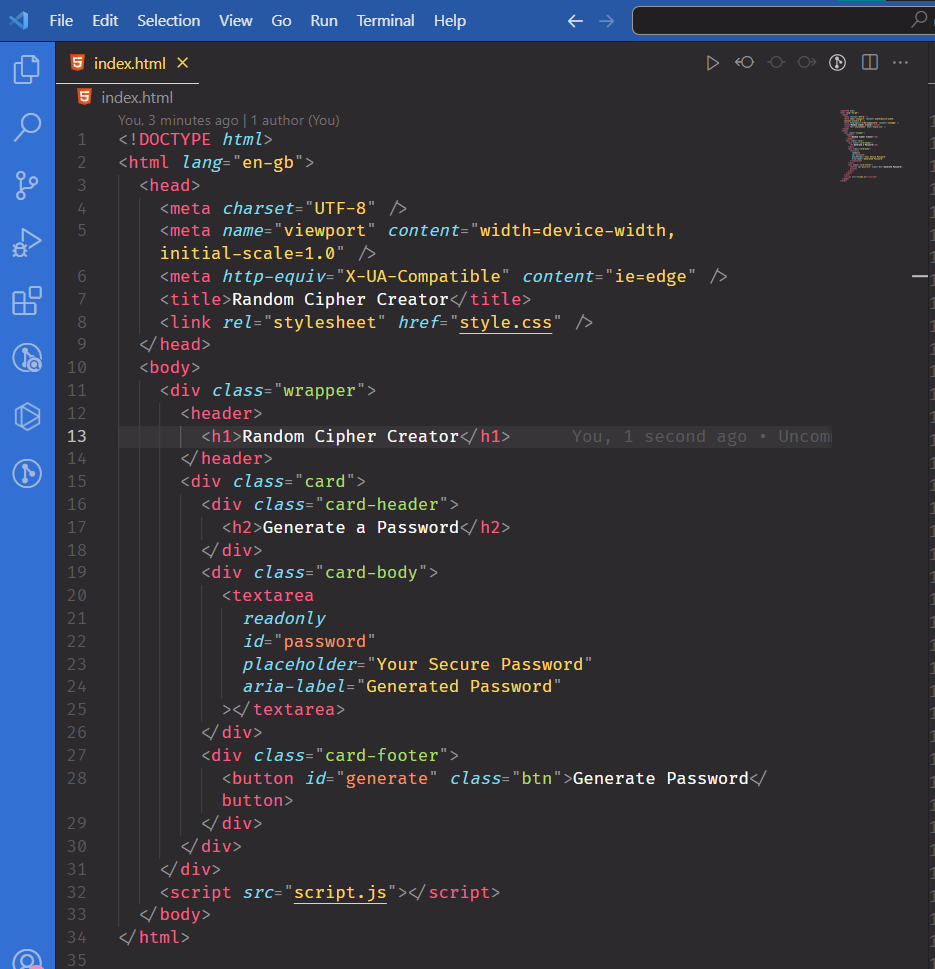 File Edit Selection View Go Run Terminal Help
index.html
index.html
You, 3 minutes ago | 1 author (You)
1 <!DOCTYPE html>
2 <html lang="en-gb">
3 <head>
4 <meta charset="UTF-8" />
5 <meta name="viewport" content="width=device-width,
initial-scale=1.0" />
6 <meta http-equiv="X-UA-Compatible" content="ie=edge" />
7 <title>Random Cipher Creator</title>
8 <link rel="stylesheet" href="style.css" />
9 </head>
10 <body>
11 <div class="wrapper">
12 <header>
13 <h1>Random Cipher Creator</h1> You, 1 second ago • Uncom
14 </header>
15 <div class="card">
16 <div class="card-header">
17 <h2>Generate a Password</h2>
18 </div>
19 <div class="card-body">
20 <textarea
21 readonly
22 id="password"
23 placeholder="Your Secure Password"
24 aria-label="Generated Password"
25 ></textarea>
26 </div>
27 <div class="card-footer">
28 <button id="generate" class="btn">Generate Password</
button>
29 </div>
30 </div>
31 </div>
32 <script src="script.js"></script>
33 </body>
34 </html>
35